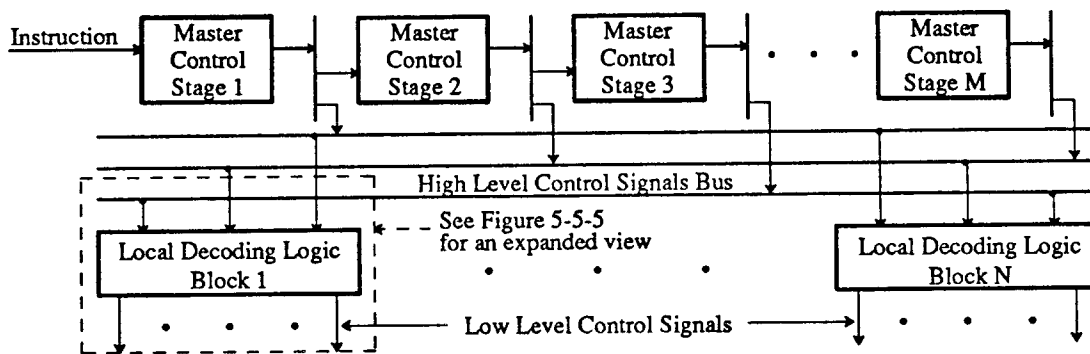 Instruction
Master
Control
Stage 1
Master
Control
Stage 2
Master
Control
Stage 3
Master
Control
Stage M
High Level Control Signals Bus
See Figure 5-5-5
for an expanded view
Local Decoding Logic
Block 1
Local Decoding Logic
Block N
Low Level Control Signals